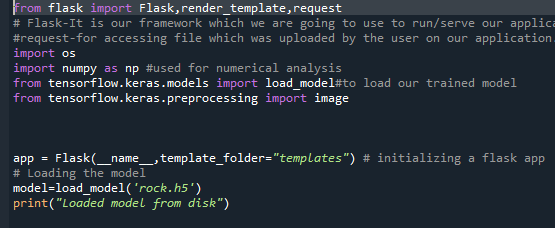 from flask import Flask,render_template,request
# Flask-It is our framework which we are going to use to run/serve our applica
#request-for accessing file which was uploaded by the user on our application
import os
import numpy as np #used for numerical analysis
from tensorflow.keras.models import load_model#to load our trained model
from tensorflow.keras.preprocessing import image
app = Flask(__name__,template_folder="templates") # initializing a flask app
# Loading the model
model=load_model('rock.h5')
print("Loaded model from disk")